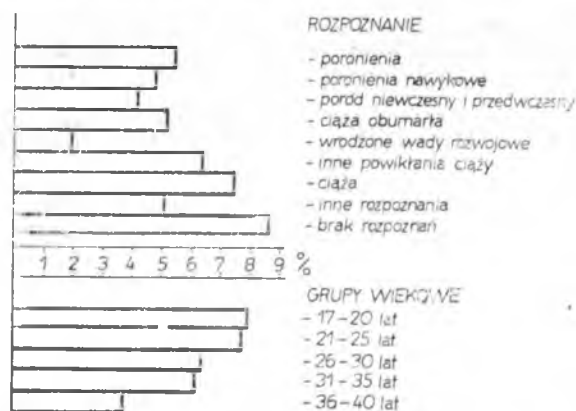 ROZPOZNANIE
- poronienia
- poronienia nawykowe
- poród niewczesny i przedwczesny
- ciąża obumarła
- wrodzone wady rozwojowe
- inne powikłania ciąży
- ciąża
- inne rozpoznania
- brak rozpoznań
1 2 3 4 5 6 7 8 9 %
GRUPY WIEKOWE
- 17-20 lat
- 21-25 lat
- 26-30 lat
- 31-35 lat
- 36-40 lat